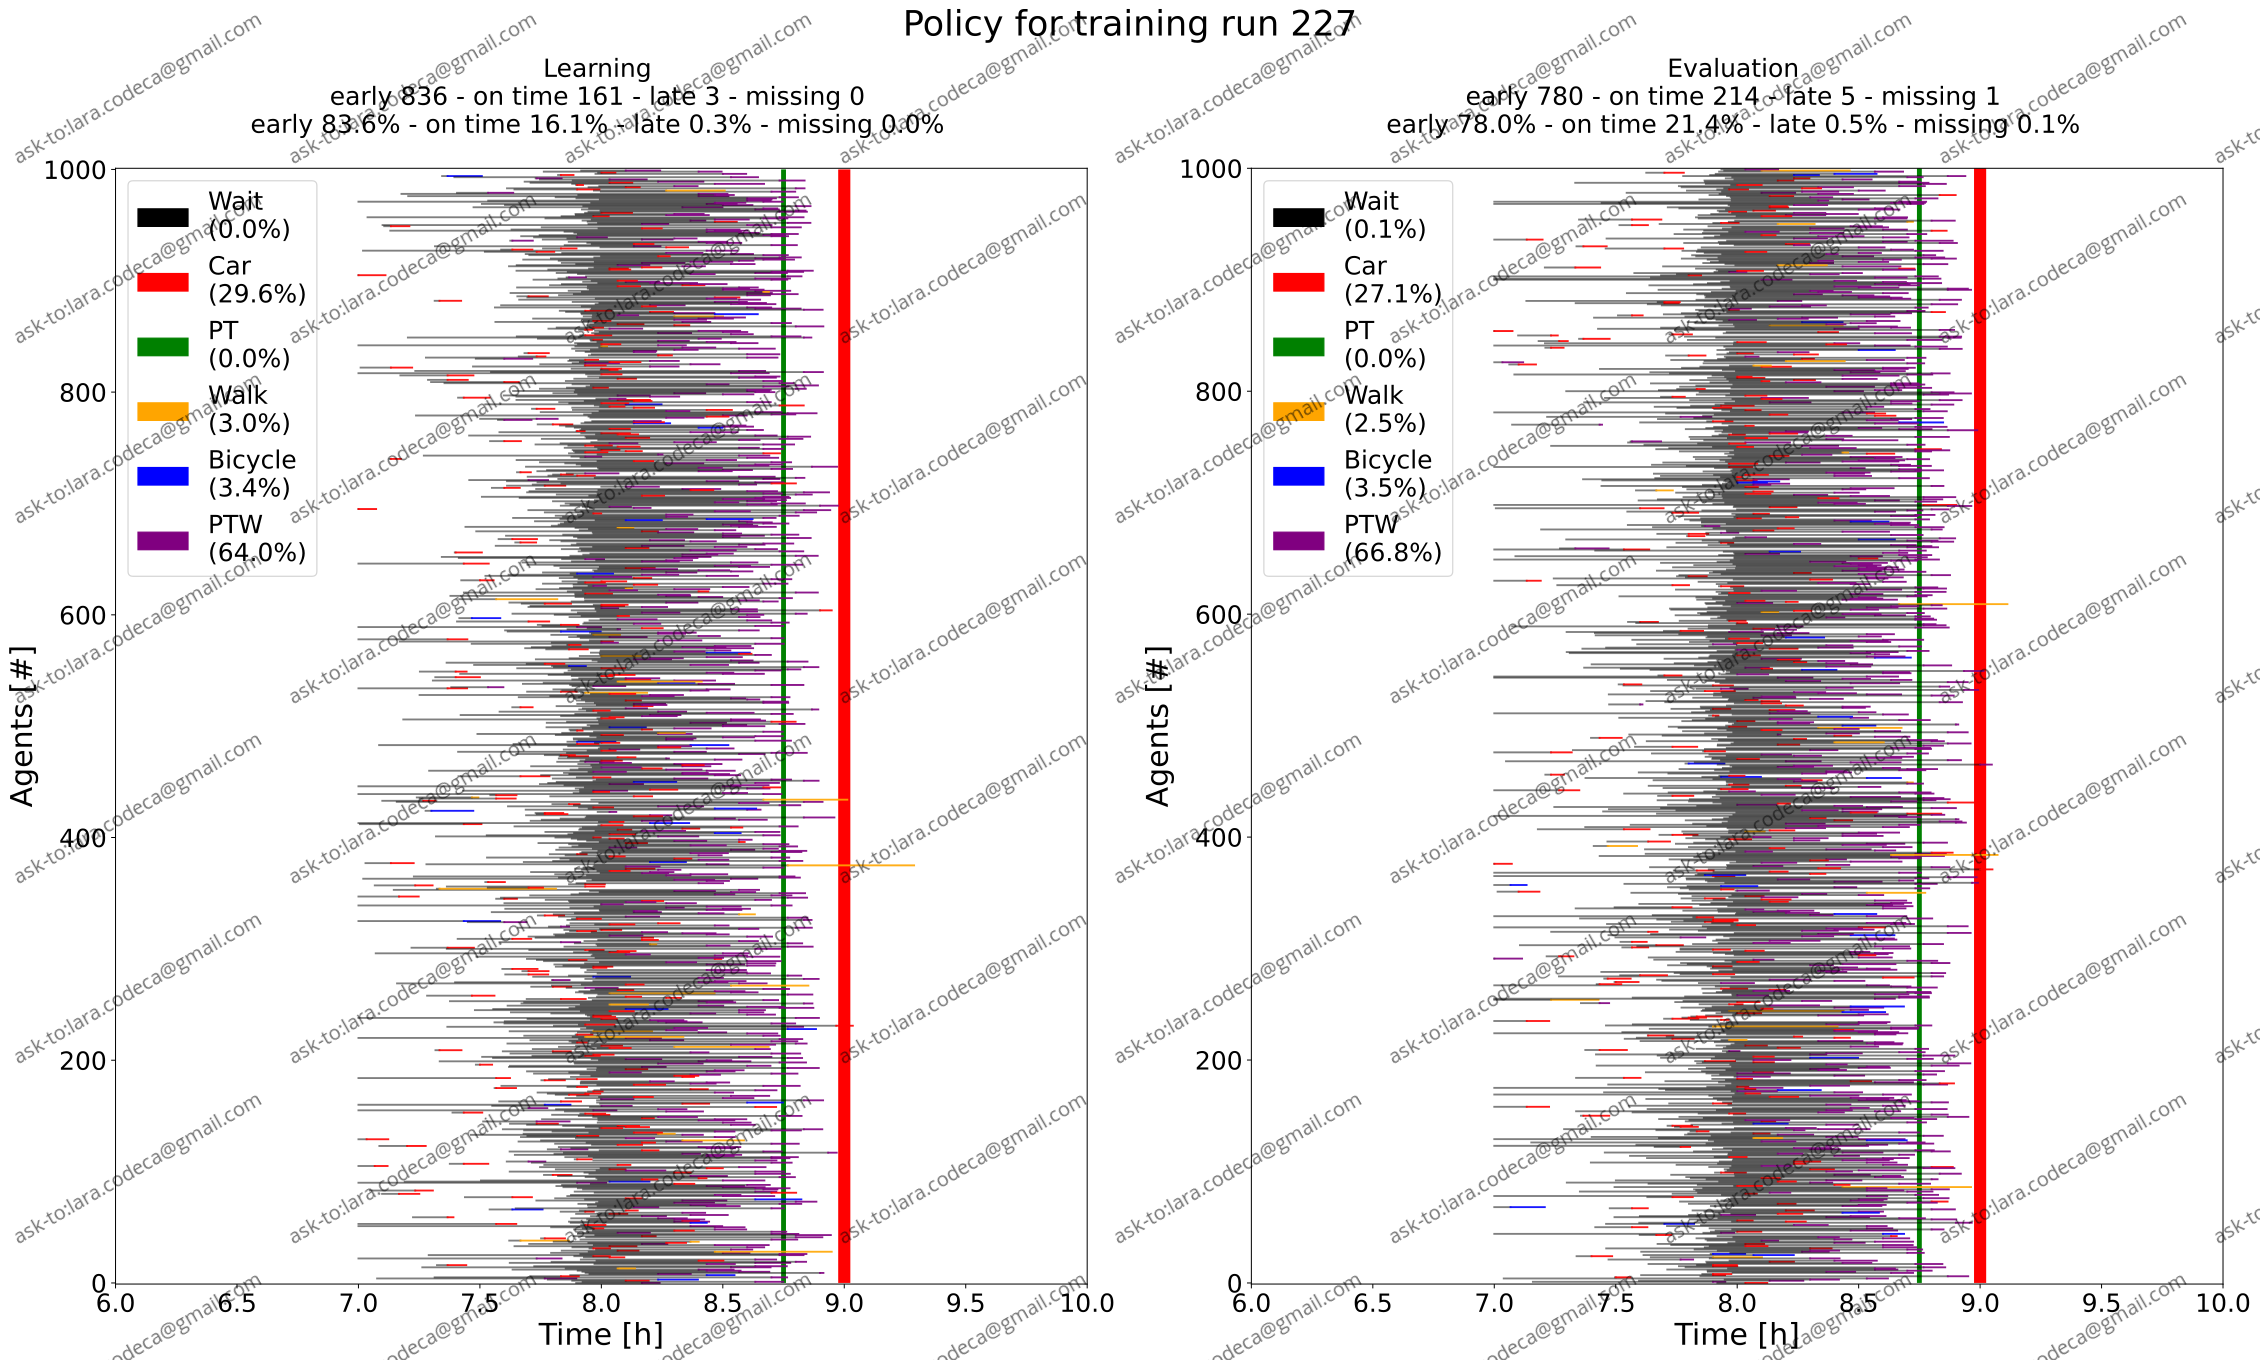 Policy for training run 227
Learning
early 836 - on time 161 - late 3 - missing 0
early 83.6% - on time 16.1% - late 0.3% - missing 0.0%
1000
800
600
400
200
0
Agents [#]
Wait
(0.0%)
Car
(29.6%)
PT
(0.0%)
Walk
(3.0%)
Bicycle
(3.4%)
PTW
(64.0%)
6.0 6.5 7.0 7.5 8.0 8.5 9.0 9.5 10.0
Time [h]
Evaluation
early 780 - on time 214 - late 5 - missing 1
early 78.0% - on time 21.4% - late 0.5% - missing 0.1%
1000
800
600
400
200
0
Agents [#]
Wait
(0.1%)
Car
(27.1%)
PT
(0.0%)
Walk
(2.5%)
Bicycle
(3.5%)
PTW
(66.8%)
6.0 6.5 7.0 7.5 8.0 8.5 9.0 9.5 10.0
Time [h]
ask-to:lara.codeca@gmail.com